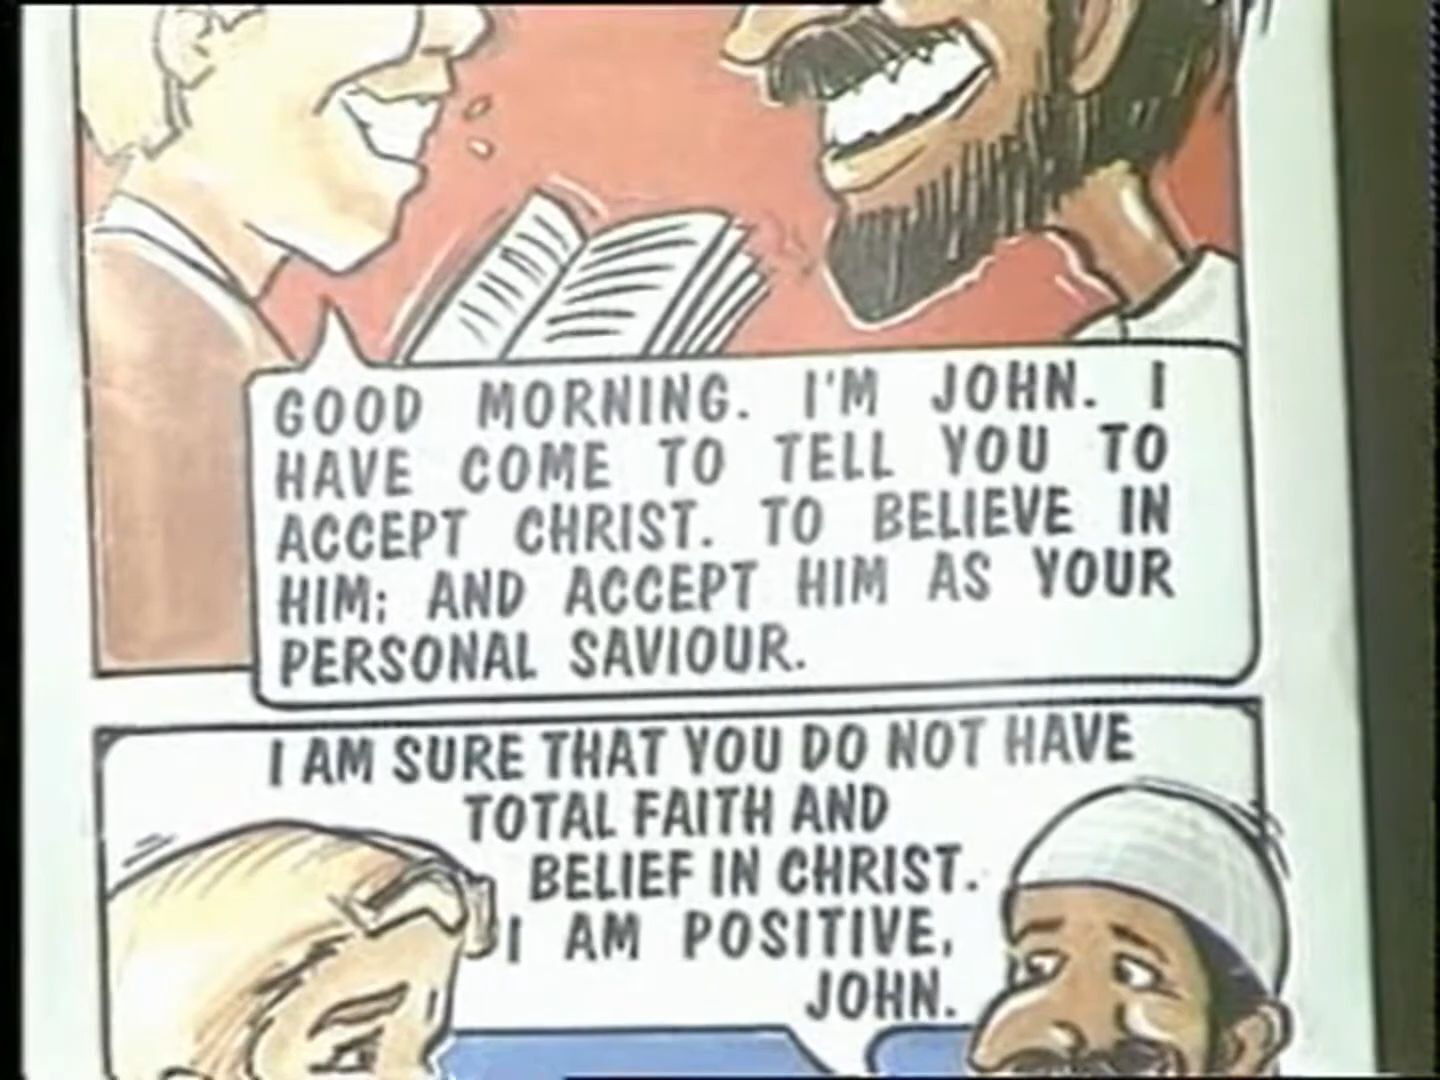 GOOD MORNING. I'M JOHN. I
HAVE COME TO TELL YOU TO
ACCEPT CHRIST. TO BELIEVE IN
HIM; AND ACCEPT HIM AS YOUR
PERSONAL SAVIOUR.
I AM SURE THAT YOU DO NOT HAVE
TOTAL FAITH AND
BELIEF IN CHRIST.
I AM POSITIVE,
JOHN.